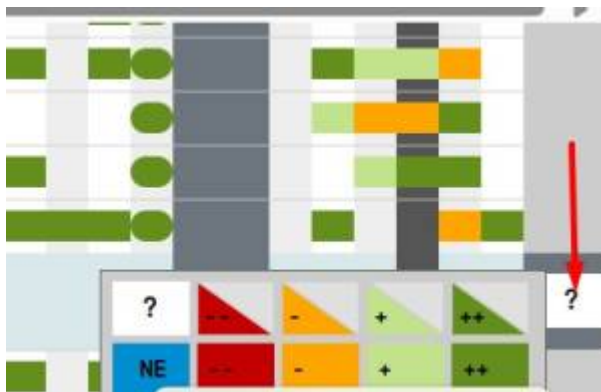 ? -- - + ++ ?
NE -- - + ++